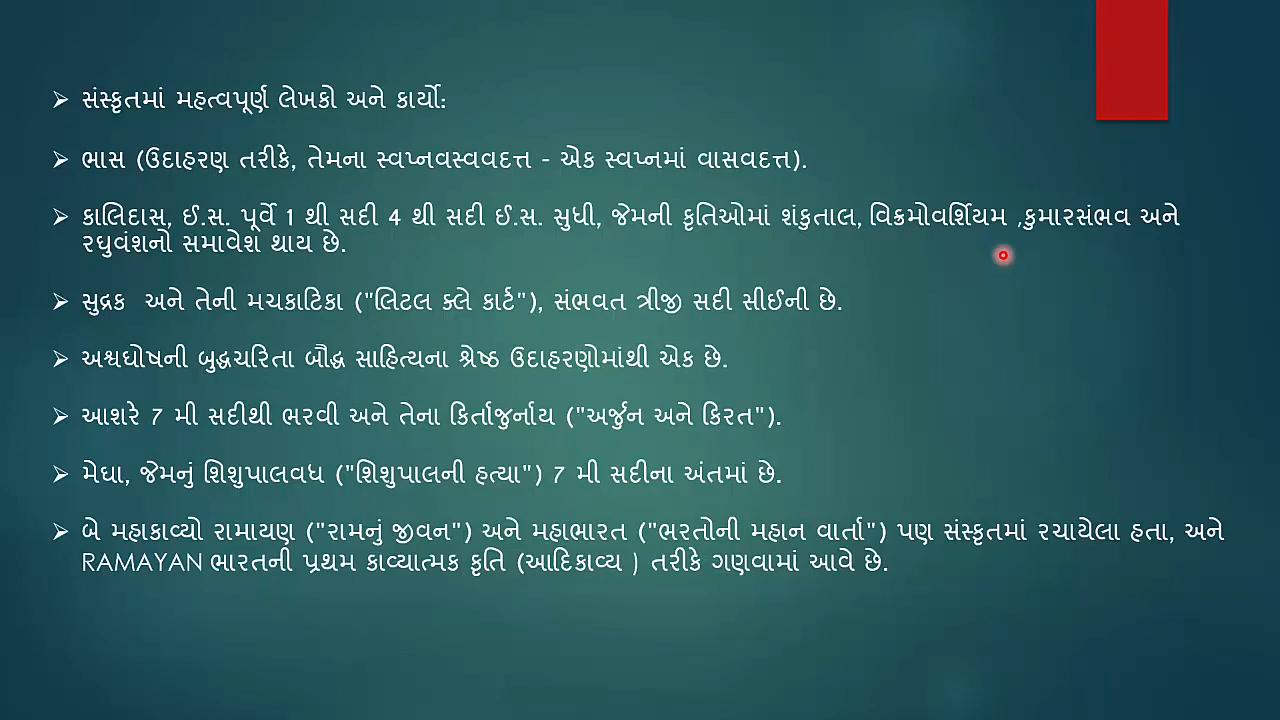 સંસ્કૃતમાં મહત્વપૂર્ણ લેખકો અને કાર્યો:
ભાસ (ઉદાહરણ તરીકે, તેમના સ્વપ્નવસ્વવદત્ત - એક સ્વપ્નમાં વાસવદત્ત).
કાલિદાસ, ઈ.સ. પૂર્વે 1 થી સદી 4 થી સદી ઈ.સ. સુધી, જેમની કૃતિઓમાં શંકુતાલ, વિક્રમોવર્શિયમ ,કુમારસંભવ અને
રઘુવંશનો સમાવેશ થાય છે.
સુદ્રક અને તેની મચકાટિકા ("લિટલ ક્લે કાર્ટ"), સંભવત ત્રીજી સદી સીઈની છે.
અશ્વઘોષની બુદ્ધચરિતા બૌદ્ધ સાહિત્યના શ્રેષ્ઠ ઉદાહરણોમાંથી એક છે.
આશરે 7 મી સદીથી ભરવી અને તેના કિર્તાજુર્નાય ("અર્જુન અને કિરત").
મેઘા, જેમનું શિશુપાલવધ ("શિશુપાલની હત્યા") 7 મી સદીના અંતમાં છે.
બે મહાકાવ્યો રામાયણ ("રામનું જીવન") અને મહાભારત ("ભરતોની મહાન વાર્તા") પણ સંસ્કૃતમાં રચાયેલા હતા, અને
RAMAYAN ભારતની પ્રથમ કાવ્યાત્મક કૃતિ (આદિકાવ્ય ) તરીકે ગણવામાં આવે છે.